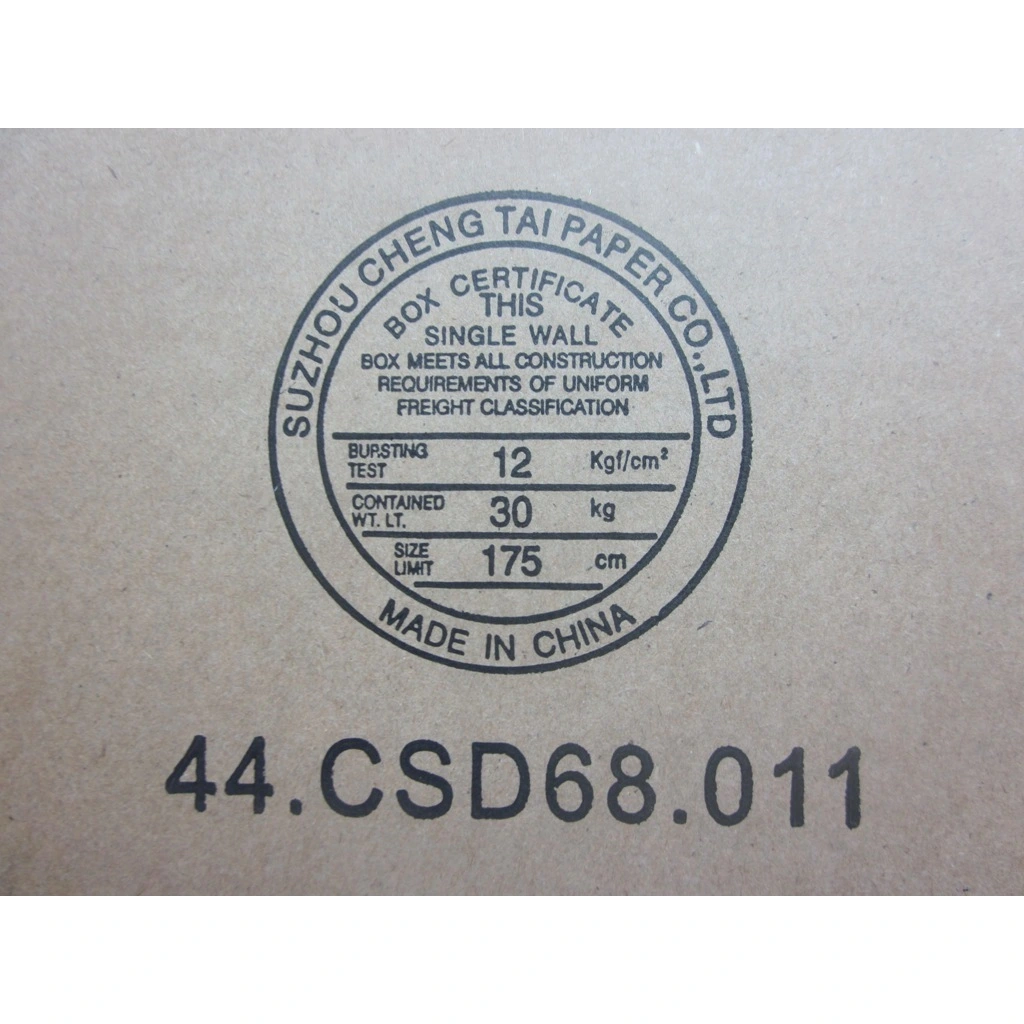 SUZHOU CHENG TAI PAPER CO.,LTD
BOX CERTIFICATE
THIS
SINGLE WALL
BOX MEETS ALL CONSTRUCTION
REQUIREMENTS OF UNIFORM
FREIGHT CLASSIFICATION
BURSTING TEST 12 Kgf/cm²
CONTAINED WT. LT. 30 kg
SIZE LIMIT 175 cm
MADE IN CHINA
44.CSD68.011